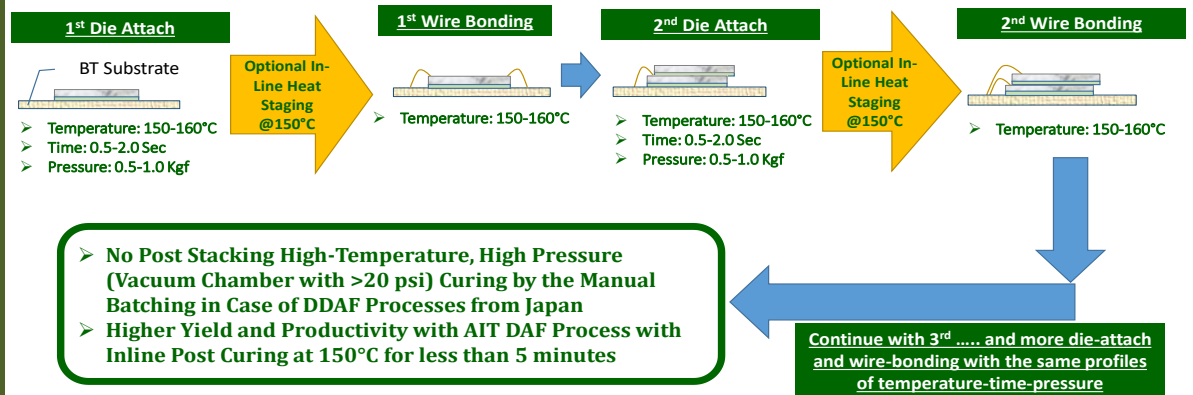 1st Die Attach
BT Substrate
➢ Temperature: 150-160°C
➢ Time: 0.5-2.0 Sec
➢ Pressure: 0.5-1.0 Kgf
Optional In-
Line Heat
Staging
@150°C
1st Wire Bonding
➢ Temperature: 150-160°C
2nd Die Attach
➢ Temperature: 150-160°C
➢ Time: 0.5-2.0 Sec
➢ Pressure: 0.5-1.0 Kgf
Optional In-
Line Heat
Staging
@150°C
2nd Wire Bonding
➢ Temperature: 150-160°C
➢ No Post Stacking High-Temperature, High Pressure
(Vacuum Chamber with >20 psi) Curing by the Manual
Batching in Case of DDAF Processes from Japan
➢ Higher Yield and Productivity with AIT DAF Process with
Inline Post Curing at 150°C for less than 5 minutes
Continue with 3rd ..... and more die-attach
and wire-bonding with the same profiles
of temperature-time-pressure